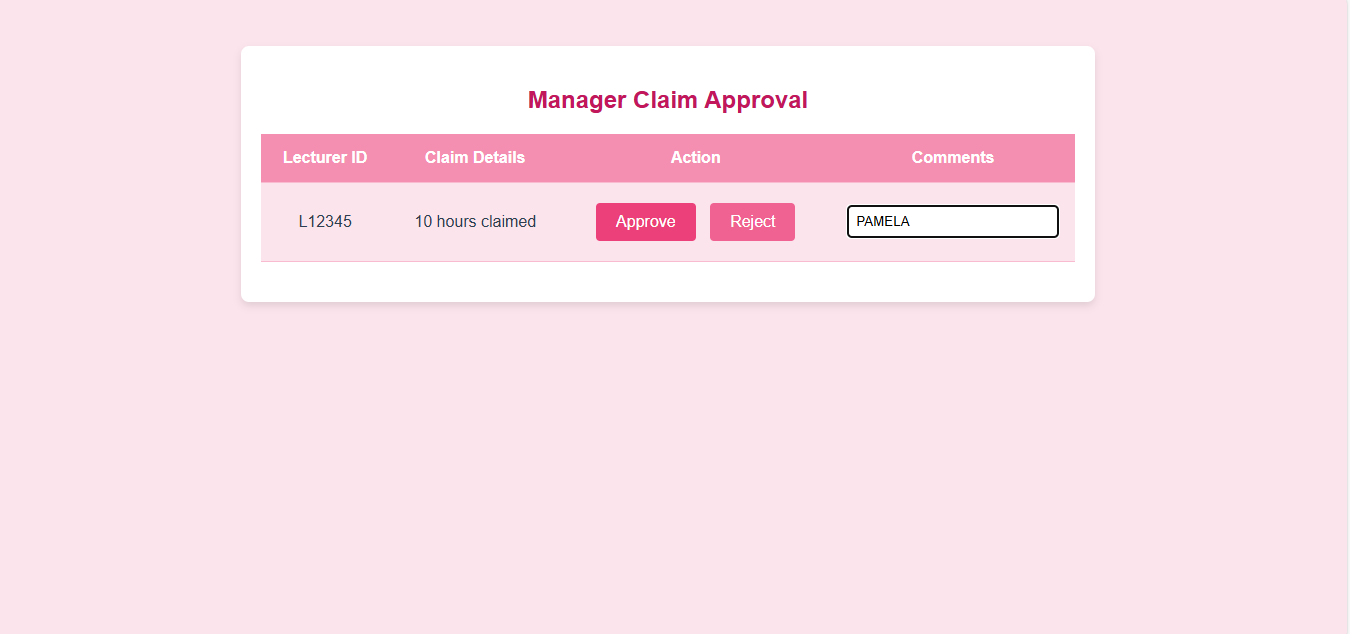 Manager Claim Approval
Lecturer ID Claim Details Action Comments
L12345 10 hours claimed Approve Reject PAMELA